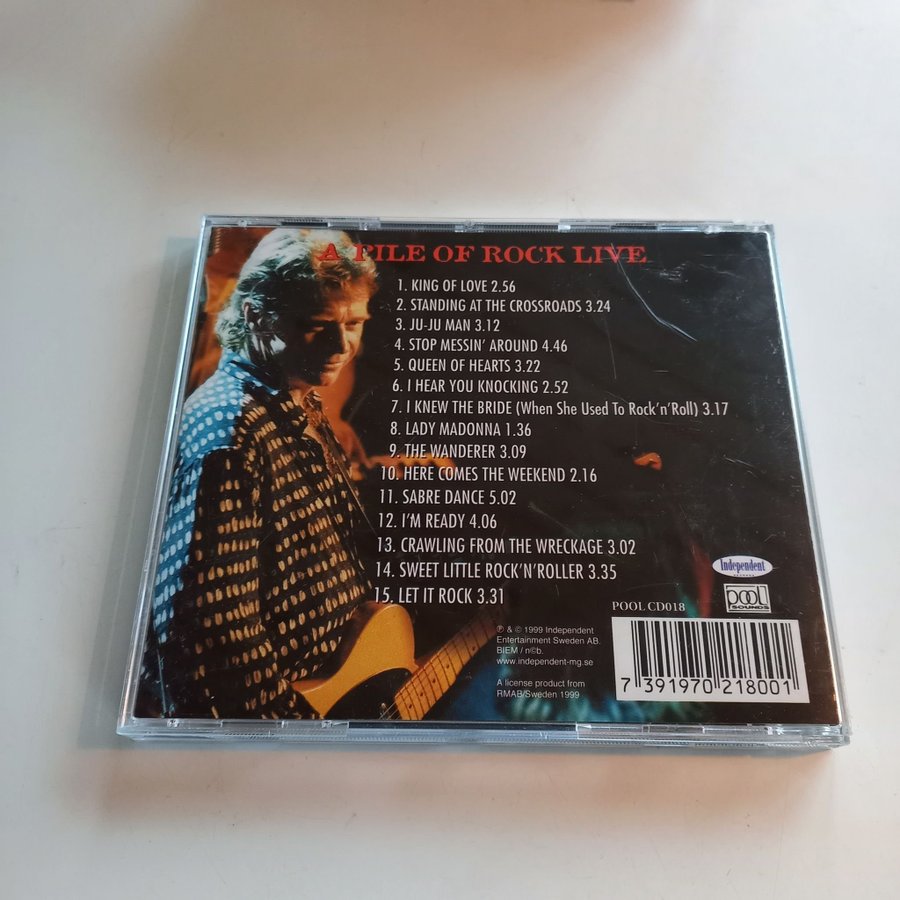 A PILE OF ROCK LIVE
1. KING OF LOVE 2.56
2. STANDING AT THE CROSSROADS 3.24
3. JU-JU MAN 3.12
4. STOP MESSIN' AROUND 4.46
5. QUEEN OF HEARTS 3.22
6. I HEAR YOU KNOCKING 2.52
7. I KNEW THE BRIDE (When She Used To Rock'n'Roll) 3.17
8. LADY MADONNA 1.36
9. THE WANDERER 3.09
10. HERE COMES THE WEEKEND 2.16
11. SABRE DANCE 5.02
12. I'M READY 4.06
13. CRAWLING FROM THE WRECKAGE 3.02
14. SWEET LITTLE ROCK'N'ROLLER 3.35
15. LET IT ROCK 3.31
Independent
POOL CD018
pool
SOUNDS
℗ & © 1999 Independent
Entertainment Sweden AB.
BIEM / n©b.
www.independent-mg.se
A license product from
RMAB/Sweden 1999
7 391970 218001